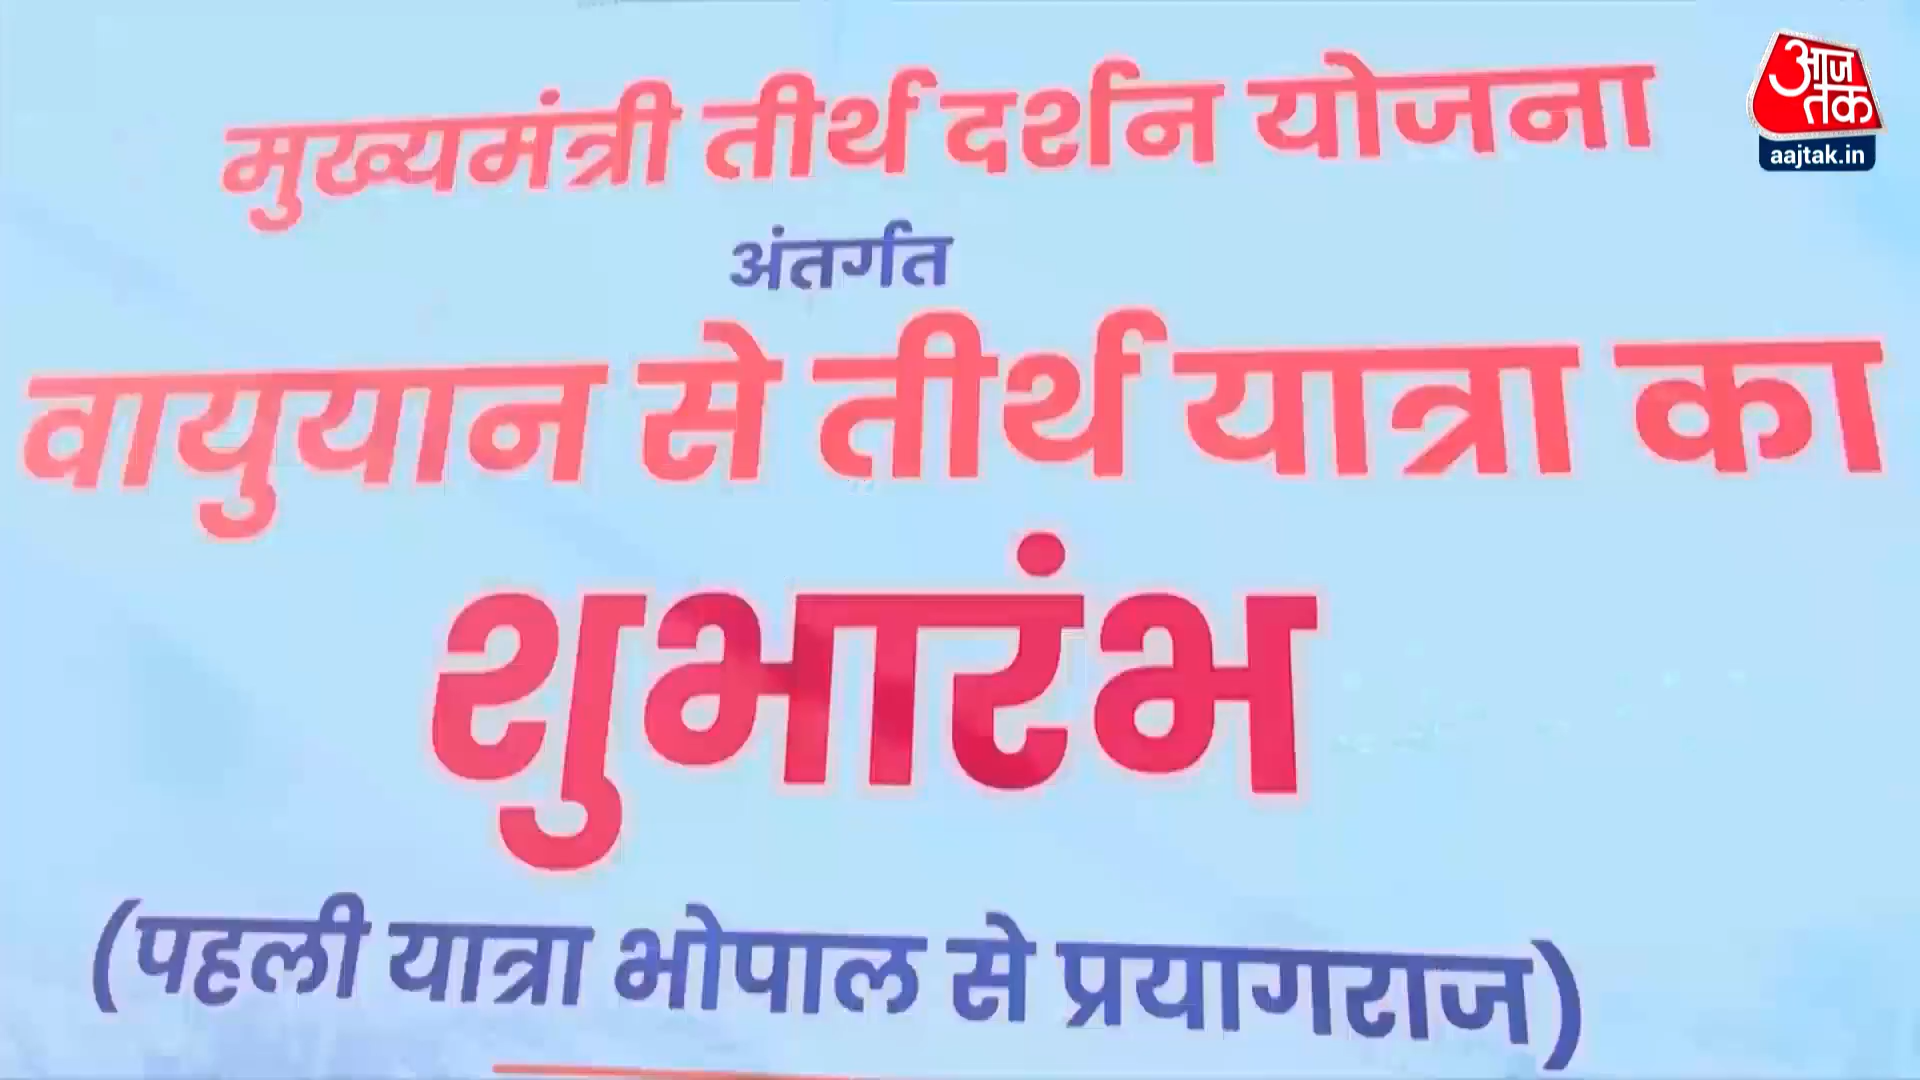 मुख्यमंत्री तीर्थ दर्शन योजना
अंतर्गत
वायुयान से तीर्थ यात्रा का
शुभारंभ
(पहली यात्रा भोपाल से प्रयागराज)
आज तक
aajtak.in